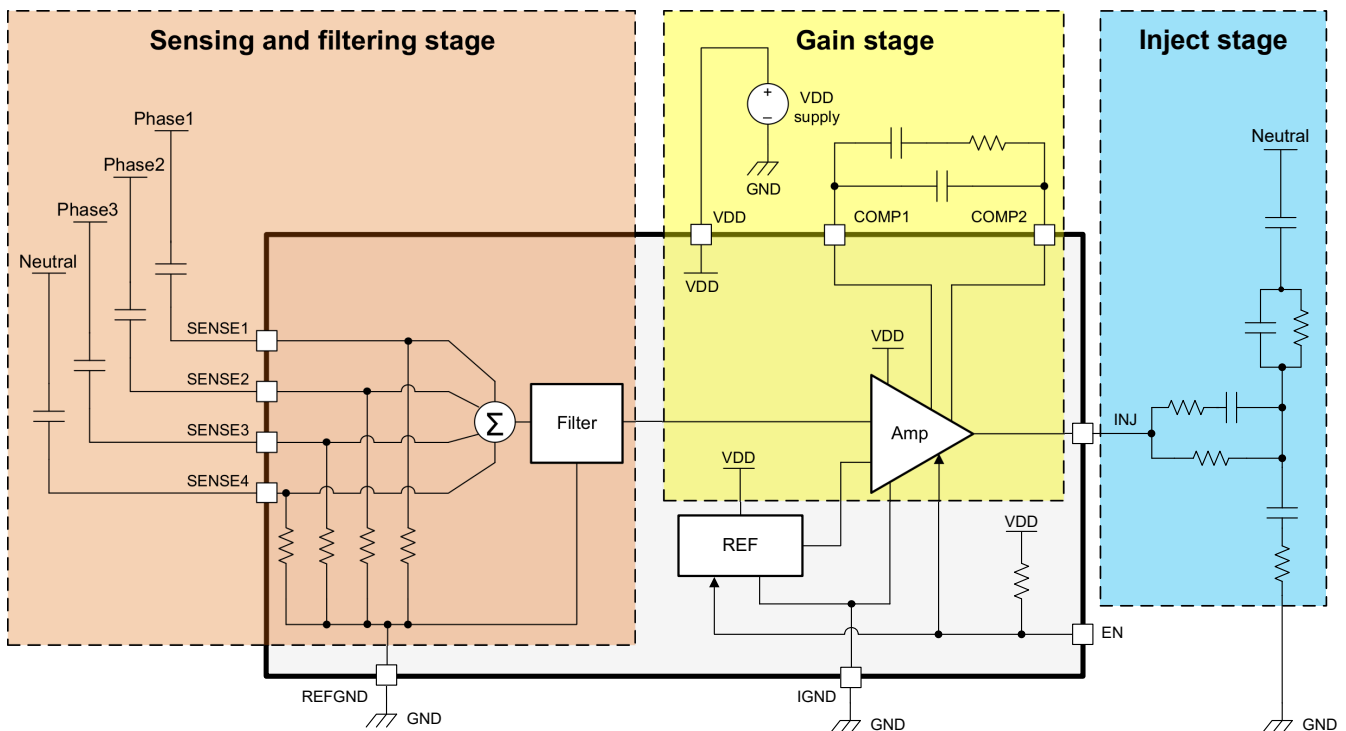 Sensing and filtering stage
Gain stage
Inject stage
Phase1
Phase2
Phase3
Neutral
SENSE1
SENSE2
SENSE3
SENSE4
Σ
Filter
REFGND
GND
+
–
VDD
supply
GND
VDD
VDD
COMP1
COMP2
VDD
Amp
VDD
REF
VDD
EN
IGND
GND
INJ
Neutral
GND